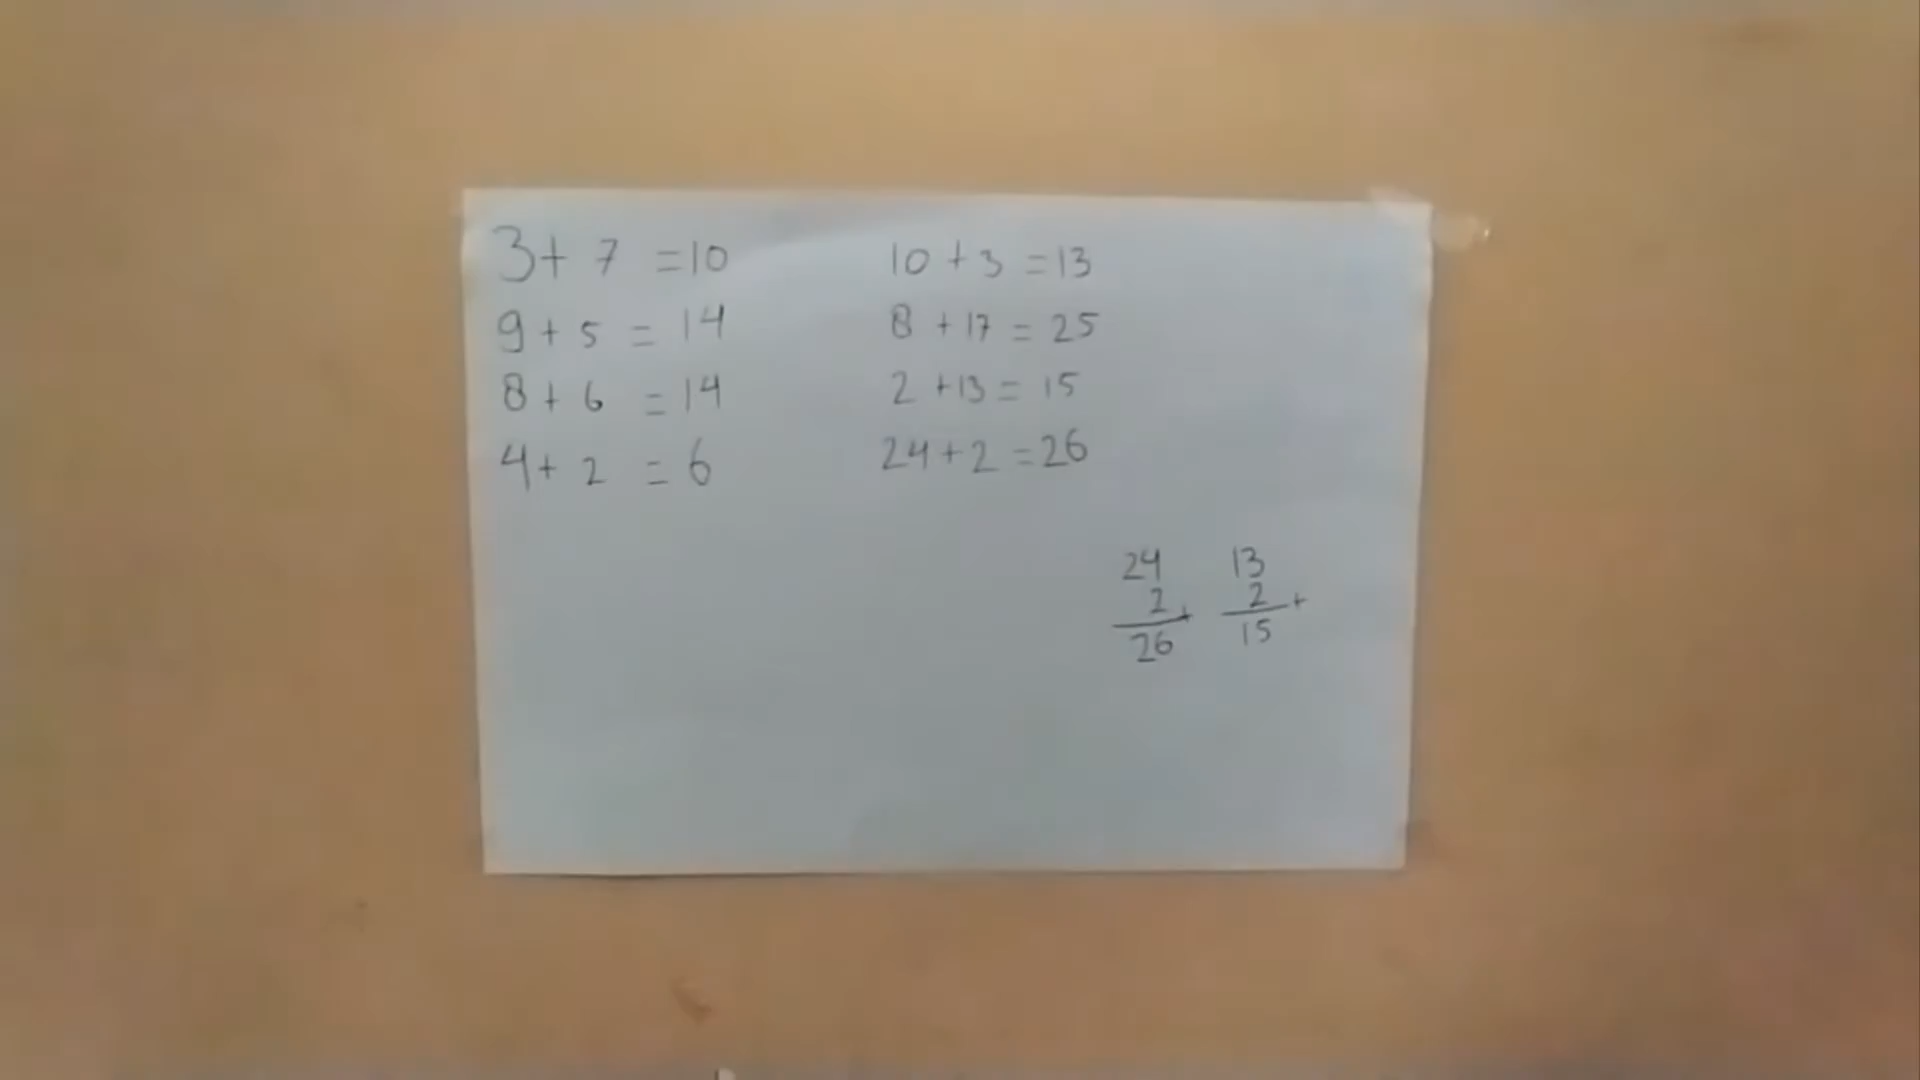 3 + 7 = 10
9 + 5 = 14
8 + 6 = 14
4 + 2 = 6
10 + 3 = 13
8 + 17 = 25
2 + 13 = 15
24 + 2 = 26
24
2 +
26
13
2 +
15